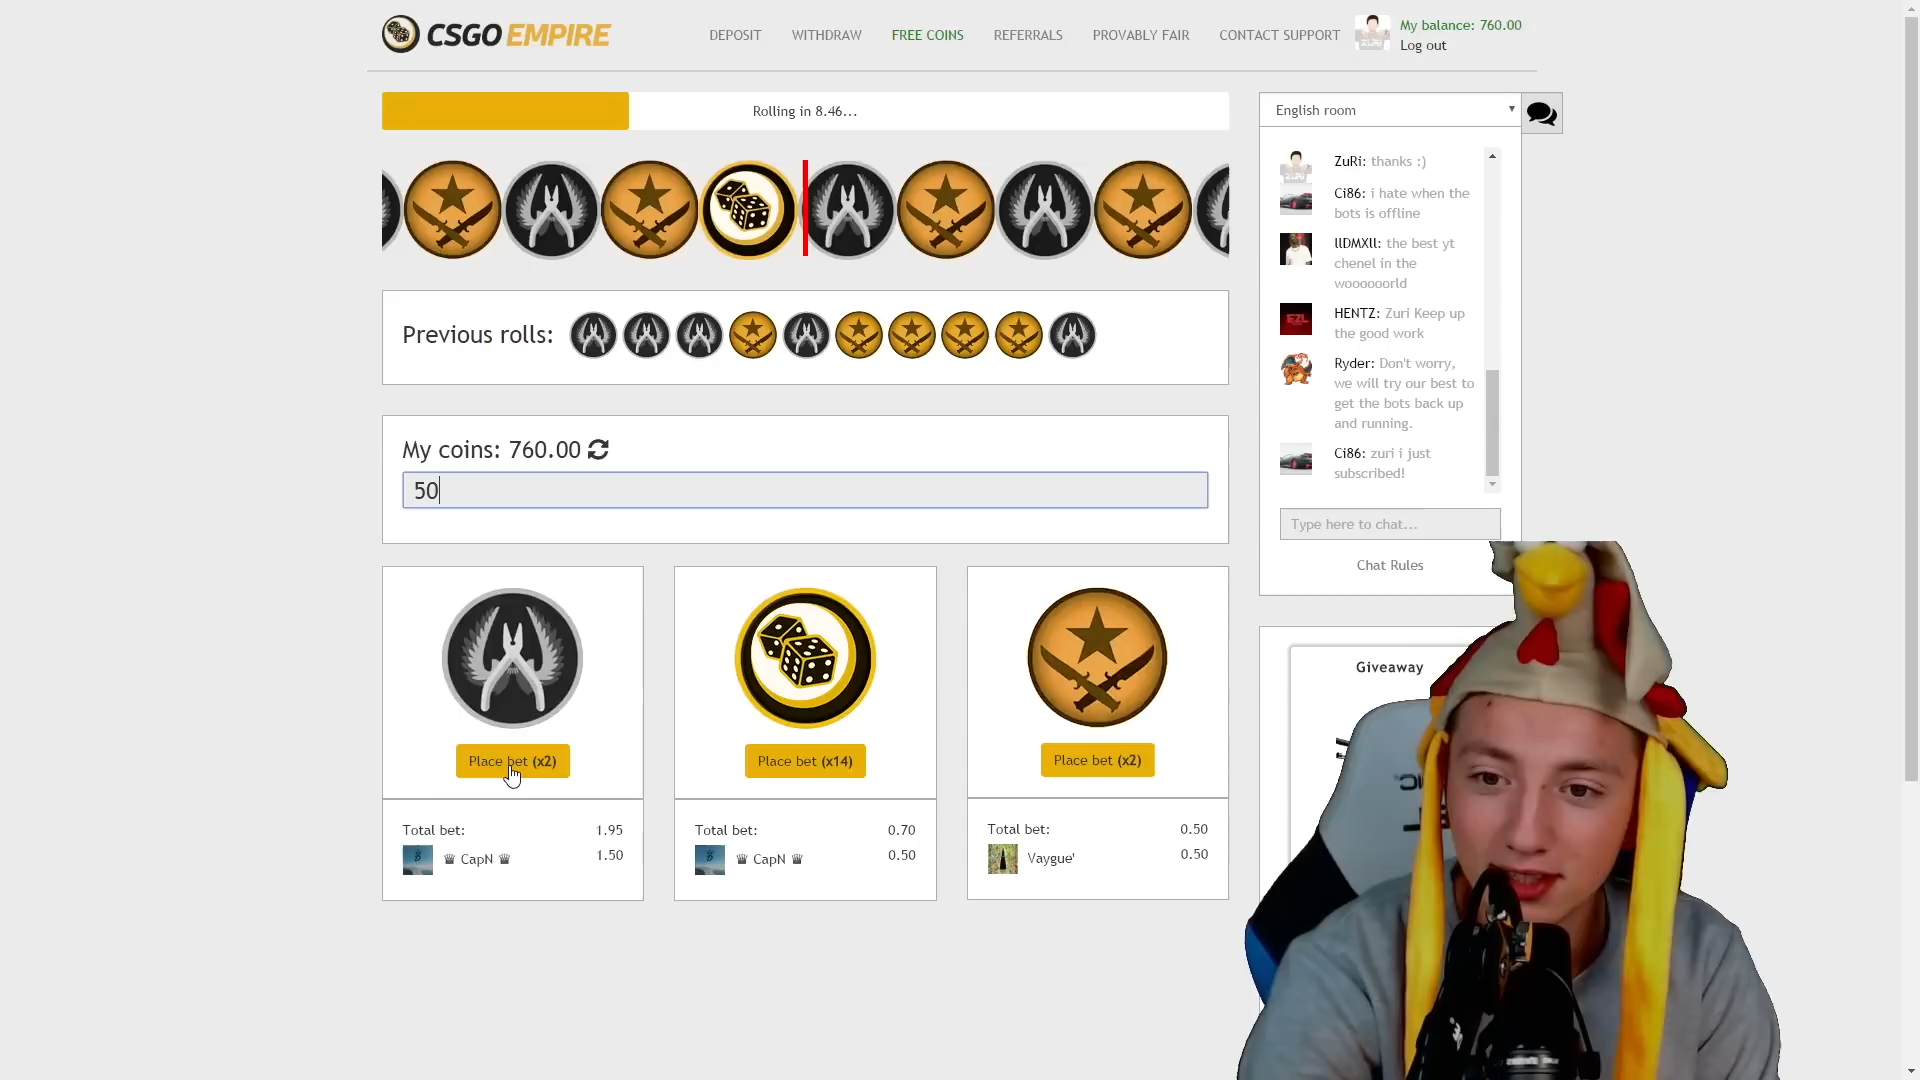 CSGO EMPIRE
DEPOSIT
WITHDRAW
FREE COINS
REFERRALS
PROVABLY FAIR
CONTACT SUPPORT
ZURI
My balance: 760.00
Log out
Rolling in 8.46...
English room
ZuRi: thanks :)
Ci86: i hate when the
bots is offline
llDMXll: the best yt
chenel in the
woooooorld
HENTZ: Zuri Keep up
the good work
Ryder: Don't worry,
we will try our best to
get the bots back up
and running.
Ci86: zuri i just
subscribed!
Type here to chat...
Chat Rules
Previous rolls:
My coins: 760.00
50
Place bet (x2)
Place bet (x14)
Place bet (x2)
Total bet: 1.95
♛ CapN ♛ 1.50
Total bet: 0.70
♛ CapN ♛ 0.50
Total bet: 0.50
Vaygue' 0.50
Giveaway